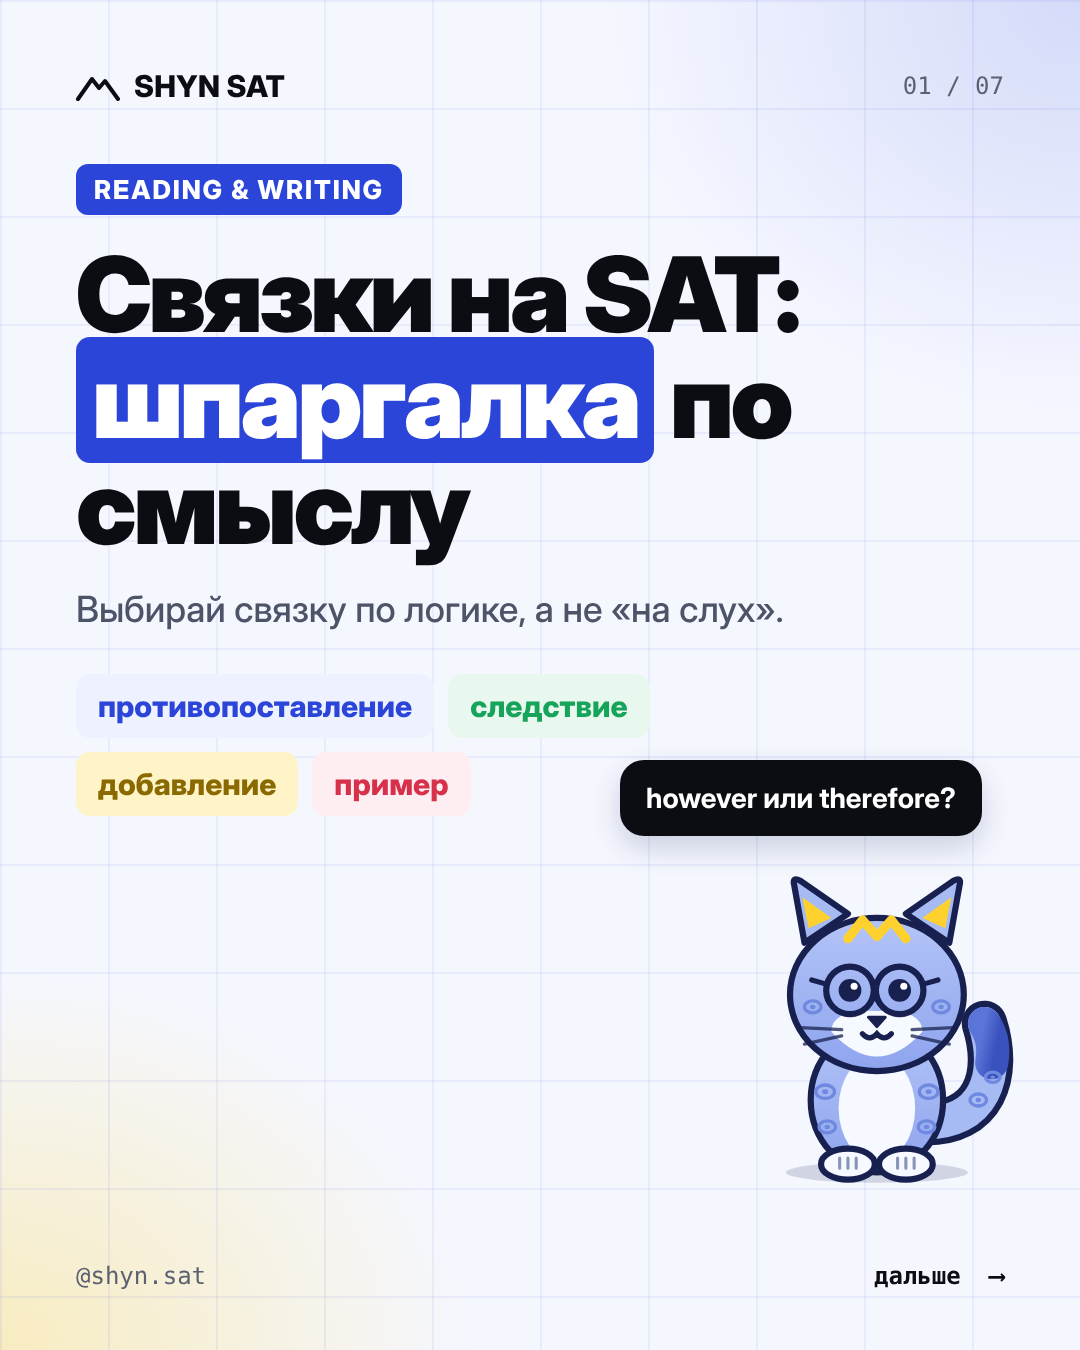 SHYN SAT
01 / 07
READING & WRITING
Связки на SAT:
шпаргалка по
смыслу
Выбирай связку по логике, а не «на слух».
противопоставление следствие
добавление пример
however или therefore?
@shyn.sat
дальше →